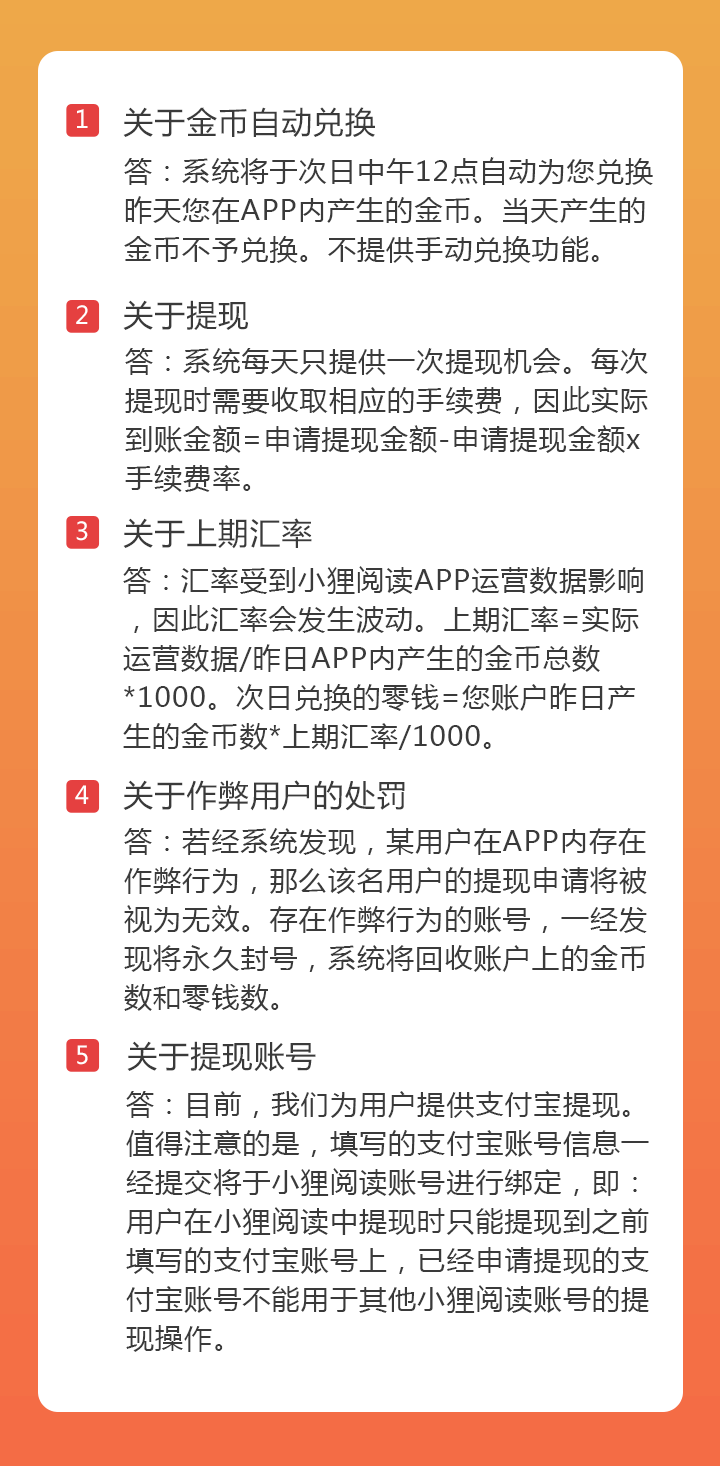 1 关于金币自动兑换
答：系统将于次日中午12点自动为您兑换
昨天您在APP内产生的金币。当天产生的
金币不予兑换。不提供手动兑换功能。
2 关于提现
答：系统每天只提供一次提现机会。每次
提现时需要收取相应的手续费，因此实际
到账金额=申请提现金额-申请提现金额x
手续费率。
3 关于上期汇率
答：汇率受到小狸阅读APP运营数据影响
，因此汇率会发生波动。上期汇率=实际
运营数据/昨日APP内产生的金币总数
*1000。次日兑换的零钱=您账户昨日产
生的金币数*上期汇率/1000。
4 关于作弊用户的处罚
答：若经系统发现，某用户在APP内存在
作弊行为，那么该名用户的提现申请将被
视为无效。存在作弊行为的账号，一经发
现将永久封号，系统将回收账户上的金币
数和零钱数。
5 关于提现账号
答：目前，我们为用户提供支付宝提现。
值得注意的是，填写的支付宝账号信息一
经提交将于小狸阅读账号进行绑定，即：
用户在小狸阅读中提现时只能提现到之前
填写的支付宝账号上，已经申请提现的支
付宝账号不能用于其他小狸阅读账号的提
现操作。